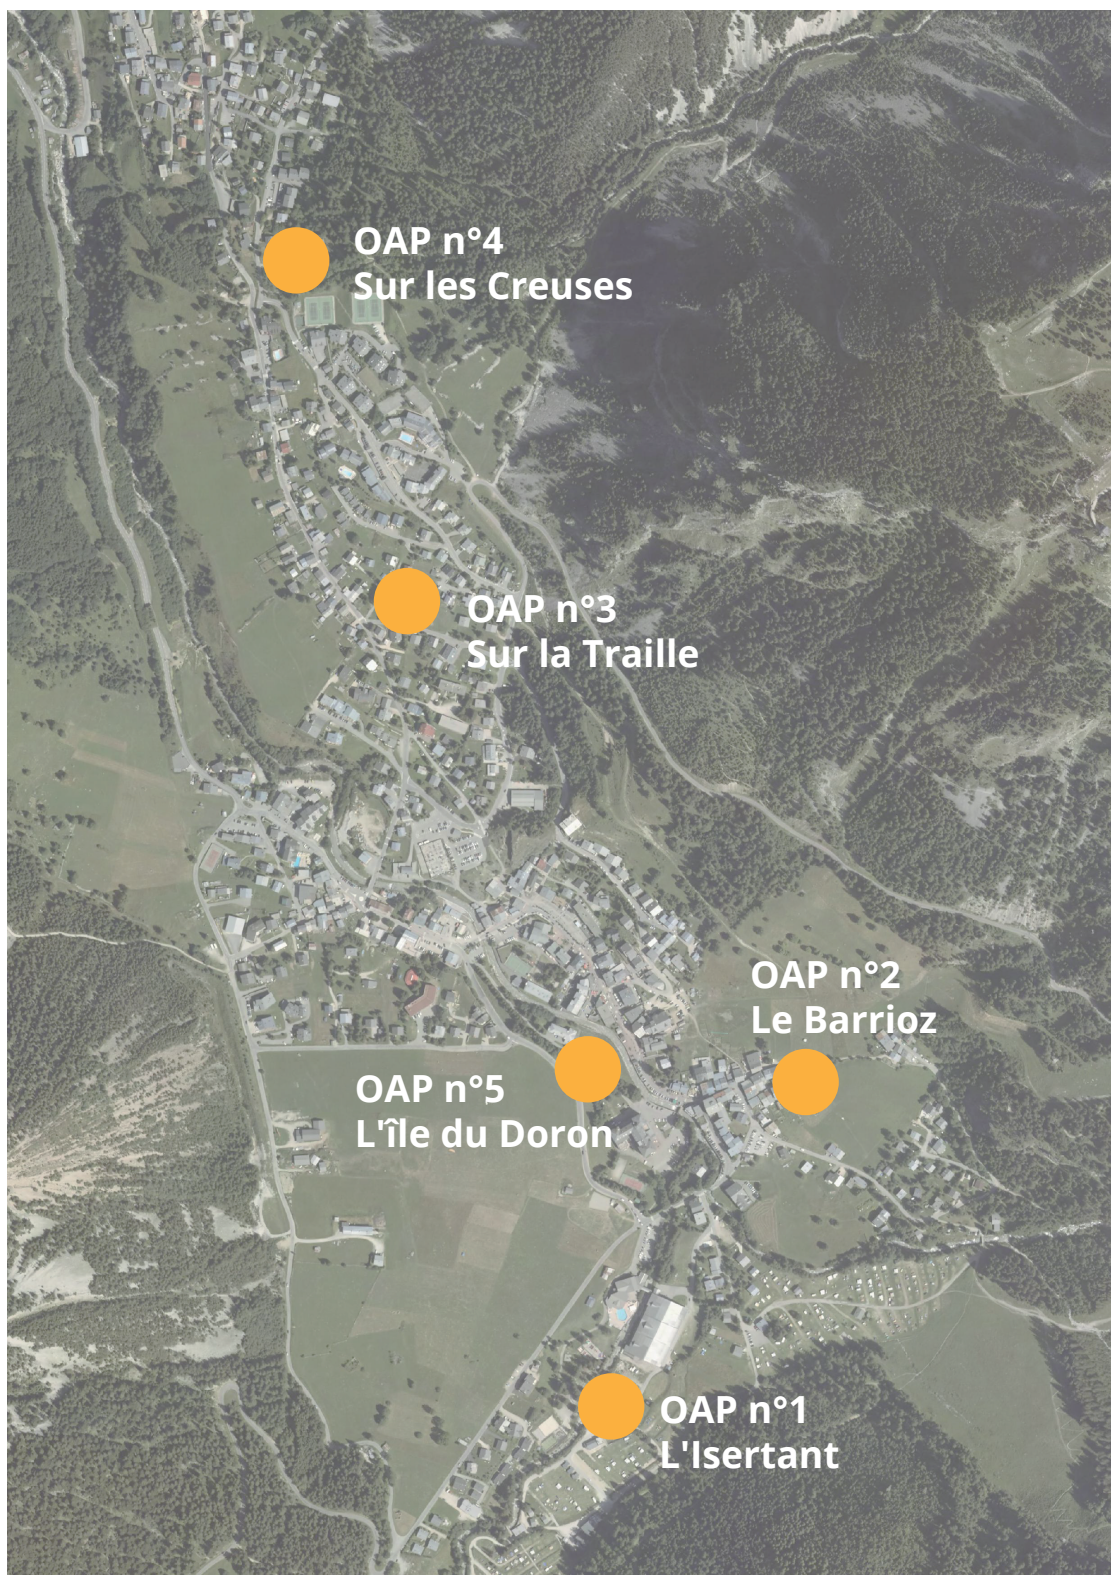 OAP n°4
Sur les Creuses
OAP n°3
Sur la Traille
OAP n°2
Le Barrioz
OAP n°5
L'île du Doron
OAP n°1
L'Isertant